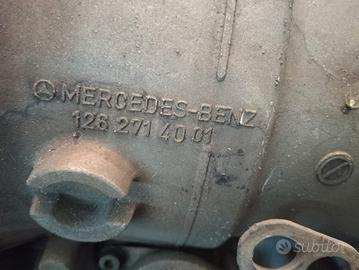 MERCEDES-BENZ
126 271 40 01
subito